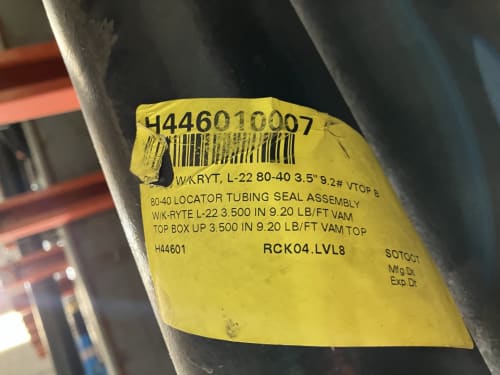 H446010007
W/KRYT, L-22 80-40 3.5" 9.2# VTOP B
80-40 LOCATOR TUBING SEAL ASSEMBLY
W/K-RYTE L-22 3.500 IN 9.20 LB/FT VAM
TOP BOX UP 3.500 IN 9.20 LB/FT VAM TOP
H44601 RCK04.LVL8 SOTQCT
Mfg.Dt
Exp.Dt